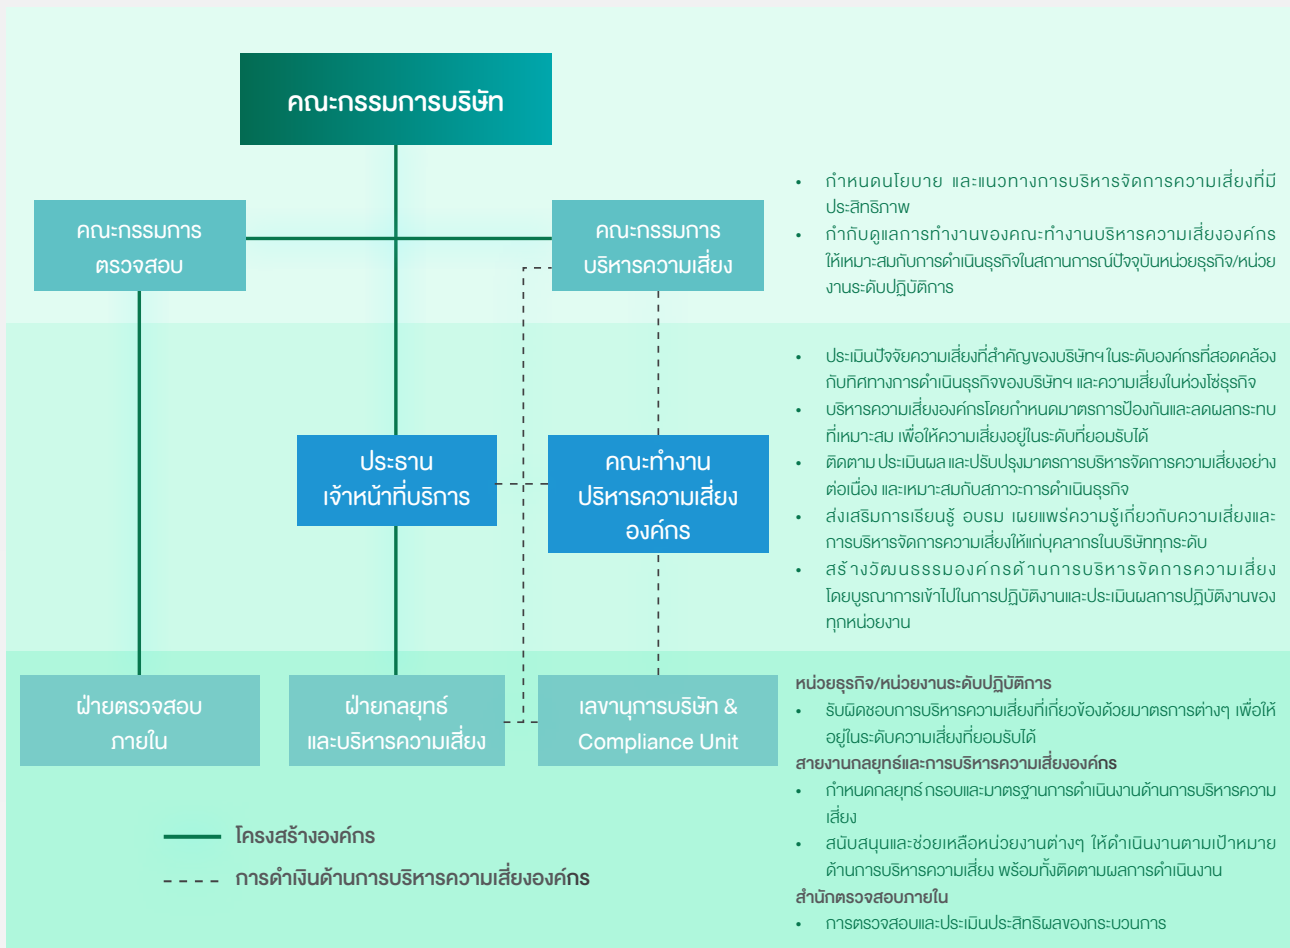 คณะกรรมการบริษัท
คณะกรรมการ
ตรวจสอบ
คณะกรรมการ
บริหารความเสี่ยง
• กำหนดนโยบาย และแนวทางการบริหารจัดการความเสี่ยงที่มี
ประสิทธิภาพ
• กำกับดูแลการทำงานของคณะทำงานบริหารความเสี่ยงองค์กร
ให้เหมาะสมกับการดำเนินธุรกิจในสถานการณ์ปัจจุบันหน่วยธุรกิจ/หน่วย
งานระดับปฏิบัติการ
ประธาน
เจ้าหน้าที่บริการ
คณะทำงาน
ปริหารความเสี่ยง
องค์กร
• ประเมินปัจจัยความเสี่ยงที่สำคัญของบริษัทฯ ในระดับองค์กรที่สอดคล้อง
กับทิศทางการดำเนินธุรกิจของบริษัทฯ และความเสี่ยงในห่วงโซ่ธุรกิจ
• บริหารความเสี่ยงองค์กรโดยกำหนดมาตรการป้องกันและลดผลกระทบ
ที่เหมาะสม เพื่อให้ความเสี่ยงอยู่ในระดับที่ยอมรับได้
• ติดตาม ประเมินผล และปรับปรุงมาตรการบริหารจัดการความเสี่ยงอย่าง
ต่อเนื่อง และเหมาะสมกับสภาวะการดำเนินธุรกิจ
• ส่งเสริมการเรียนรู้ อบรม เผยแพร่ความรู้เกี่ยวกับความเสี่ยงและ
การบริหารจัดการความเสี่ยงให้แก่บุคลากรในบริษัททุกระดับ
• สร้างวัฒนธรรมองค์กรด้านการบริหารจัดการความเสี่ยง
โดยบูรณาการเข้าไปในการปฏิบัติงานและประเมินผลการปฏิบัติงานของ
ทุกหน่วยงาน
ฝ่ายตรวจสอบ
ภายใน
ฝ่ายกลยุทธ์
และบริหารความเสี่ยง
เลขานุการบริษัท &
Compliance Unit
หน่วยธุรกิจ/หน่วยงานระดับปฏิบัติการ
• รับผิดชอบการบริหารความเสี่ยงที่เกี่ยวข้องด้วยมาตรการต่างๆ เพื่อให้
อยู่ในระดับความเสี่ยงที่ยอมรับได้
สายงานกลยุทธ์และการบริหารความเสี่ยงองค์กร
• กำหนดกลยุทธ์ กรอบและมาตรฐานการดำเนินงานด้านการบริหารความ
เสี่ยง
• สนับสนุนและช่วยเหลือหน่วยงานต่างๆ ให้ดำเนินงานตามเป้าหมาย
ด้านการบริหารความเสี่ยง พร้อมทั้งติดตามผลการดำเนินงาน
สำนักตรวจสอบภายใน
• การตรวจสอบและประเมินประสิทธิผลของกระบวนการ
โครงสร้างองค์กร
การดำเงินด้านการบริหารความเสี่ยงองค์กร